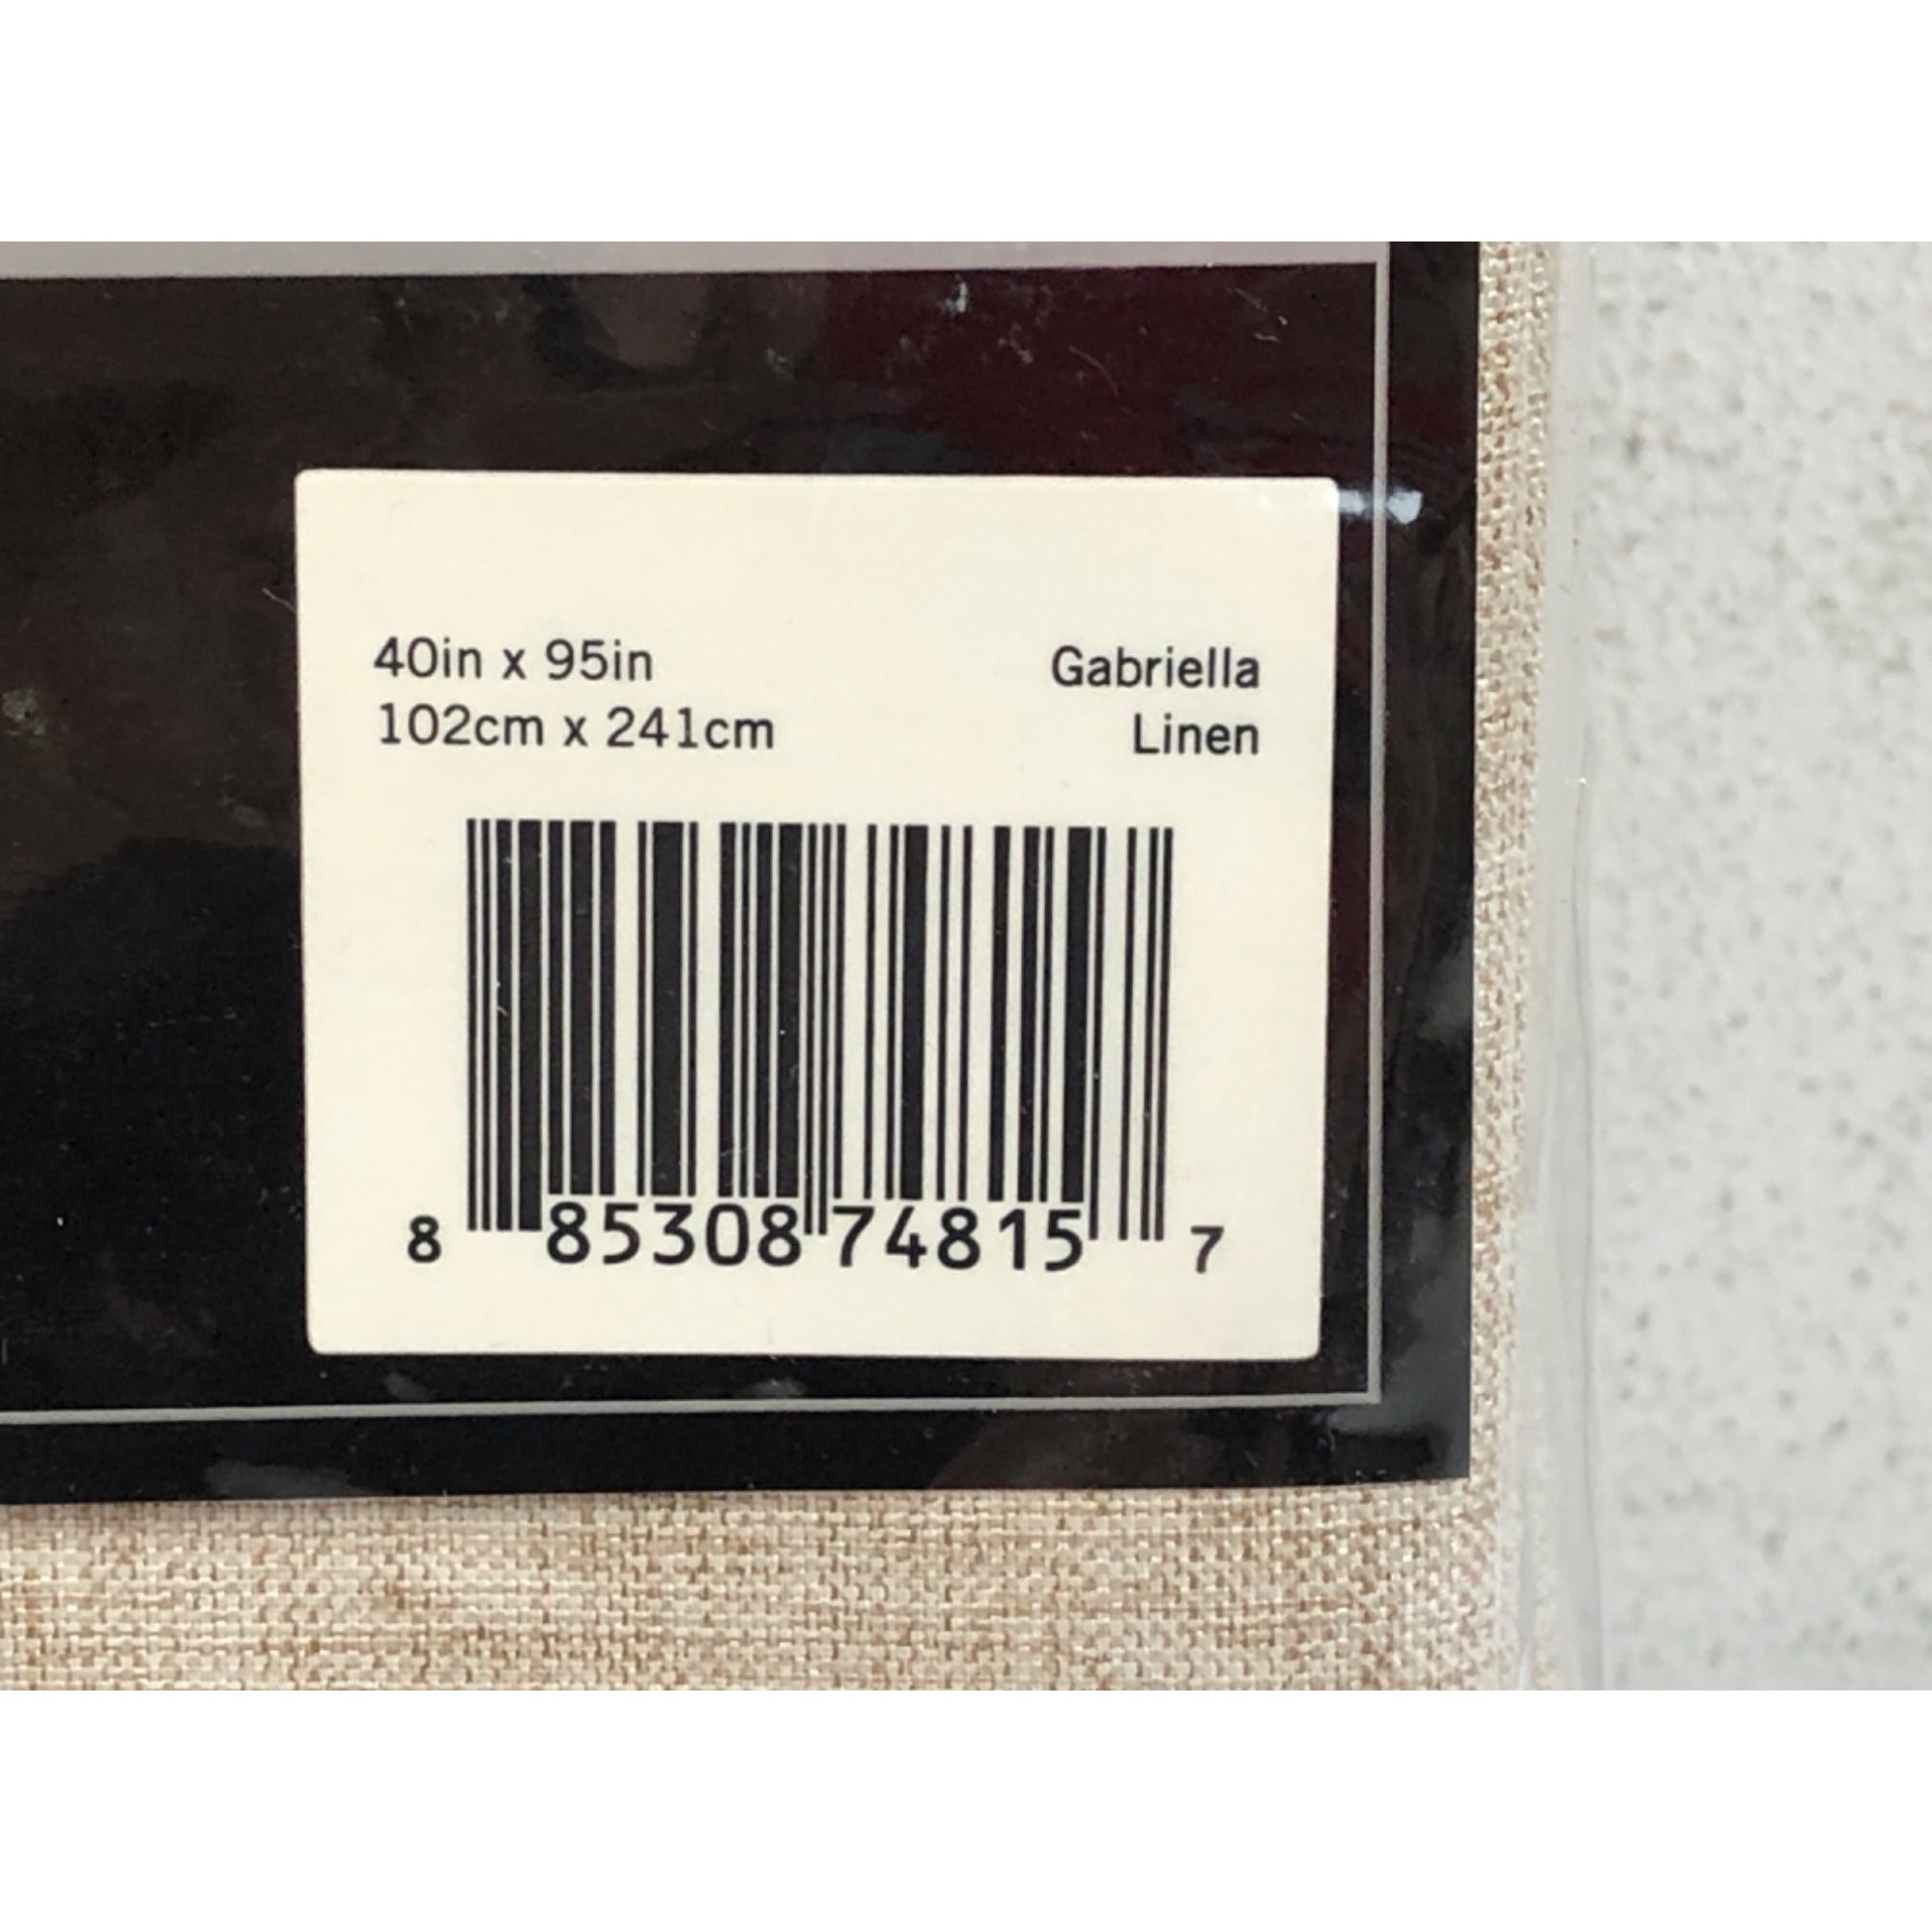 40in x 95in
102cm x 241cm
Gabriella
Linen
8 85308 74815 7